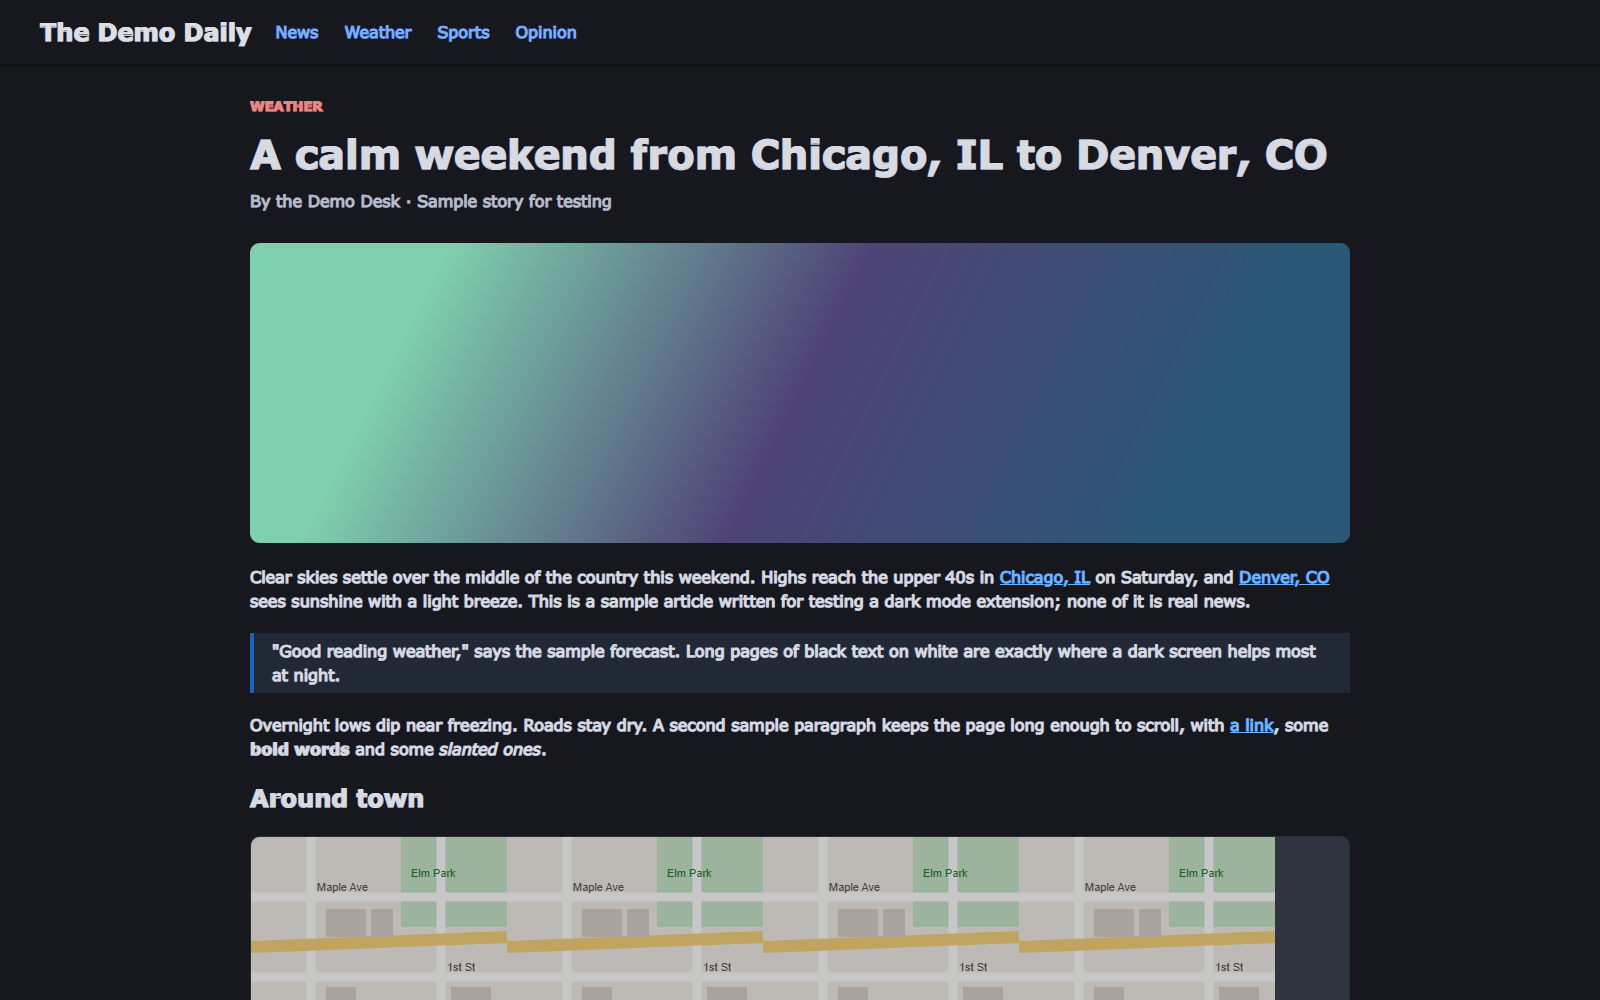 The Demo Daily News Weather Sports Opinion
WEATHER
A calm weekend from Chicago, IL to Denver, CO
By the Demo Desk · Sample story for testing
Clear skies settle over the middle of the country this weekend. Highs reach the upper 40s in Chicago, IL on Saturday, and Denver, CO
sees sunshine with a light breeze. This is a sample article written for testing a dark mode extension; none of it is real news.
"Good reading weather," says the sample forecast. Long pages of black text on white are exactly where a dark screen helps most
at night.
Overnight lows dip near freezing. Roads stay dry. A second sample paragraph keeps the page long enough to scroll, with a link, some
bold words and some slanted ones.
Around town
Elm Park Elm Park Elm Park Elm Park
Maple Ave Maple Ave Maple Ave Maple Ave
1st St 1st St 1st St 1st St